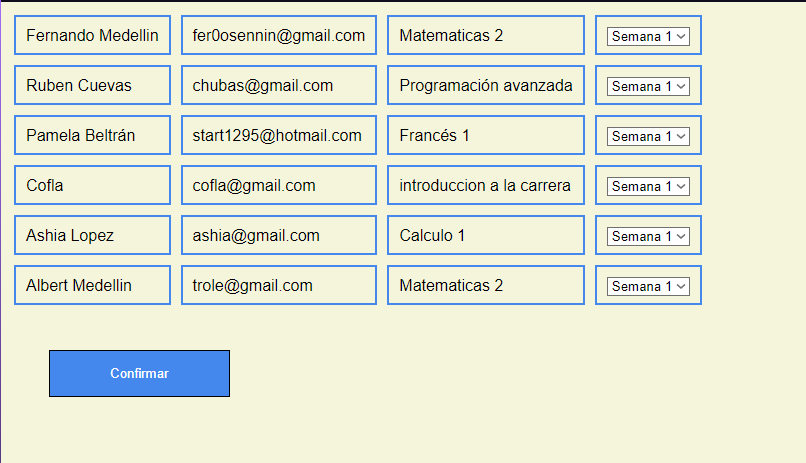 Fernando Medellin fer0osennin@gmail.com Matematicas 2 Semana 1
Ruben Cuevas chubas@gmail.com Programación avanzada Semana 1
Pamela Beltrán start1295@hotmail.com Francés 1 Semana 1
Cofla cofla@gmail.com introduccion a la carrera Semana 1
Ashia Lopez ashia@gmail.com Calculo 1 Semana 1
Albert Medellin trole@gmail.com Matematicas 2 Semana 1
Confirmar